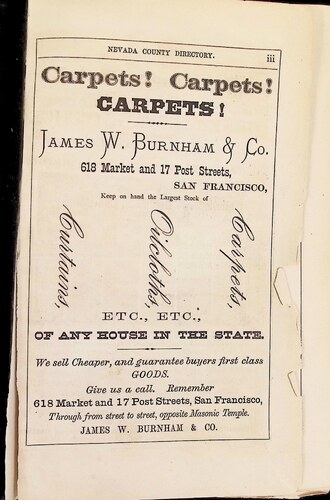 NEVADA COUNTY DIRECTORY. iii
Carpets! Carpets!
CARPETS!
JAMES W. BURNHAM & CO.
618 Market and 17 Post Streets,
SAN FRANCISCO,
Keep on hand the Largest Stock of
Carpets,
Oilcloths,
Curtains,
ETC., ETC.,
OF ANY HOUSE IN THE STATE.
We sell Cheaper, and guarantee buyers first class
GOODS.
Give us a call. Remember
618 Market and 17 Post Streets, San Francisco,
Through from street to street, opposite Masonic Temple.
JAMES W. BURNHAM & CO.